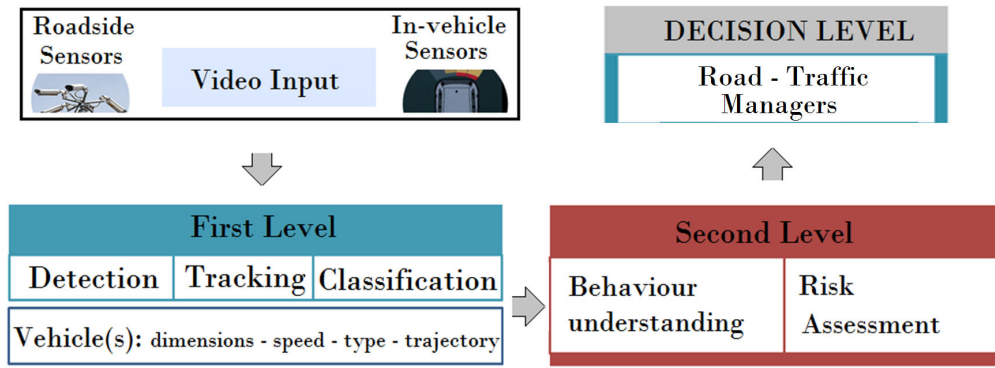 Roadside
Sensors
Video Input
In-vehicle
Sensors
DECISION LEVEL
Road - Traffic
Managers
First Level
Detection
Tracking
Classification
Vehicle(s): dimensions - speed - type - trajectory
Second Level
Behaviour
understanding
Risk
Assessment